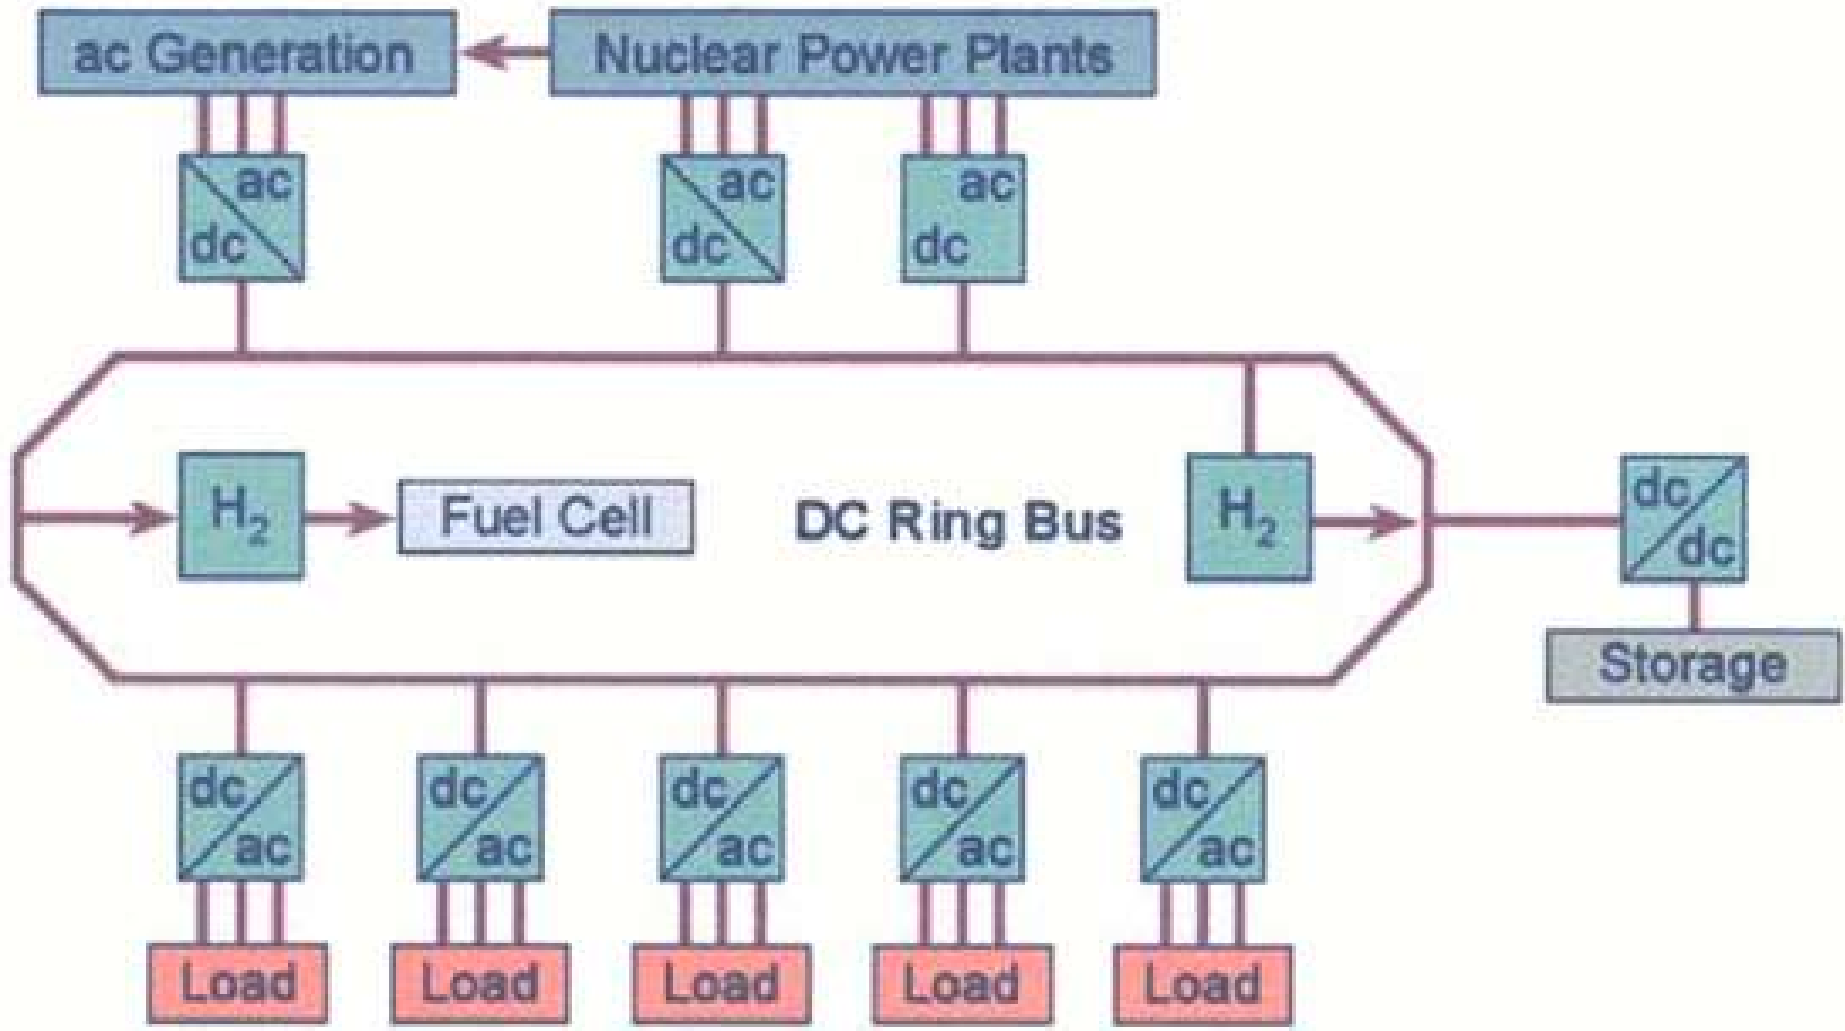 ac Generation
Nuclear Power Plants
ac
dc
ac
dc
ac
dc
H2
Fuel Cell
DC Ring Bus
H2
dc
dc
Storage
dc
ac
dc
ac
dc
ac
dc
ac
dc
ac
Load
Load
Load
Load
Load